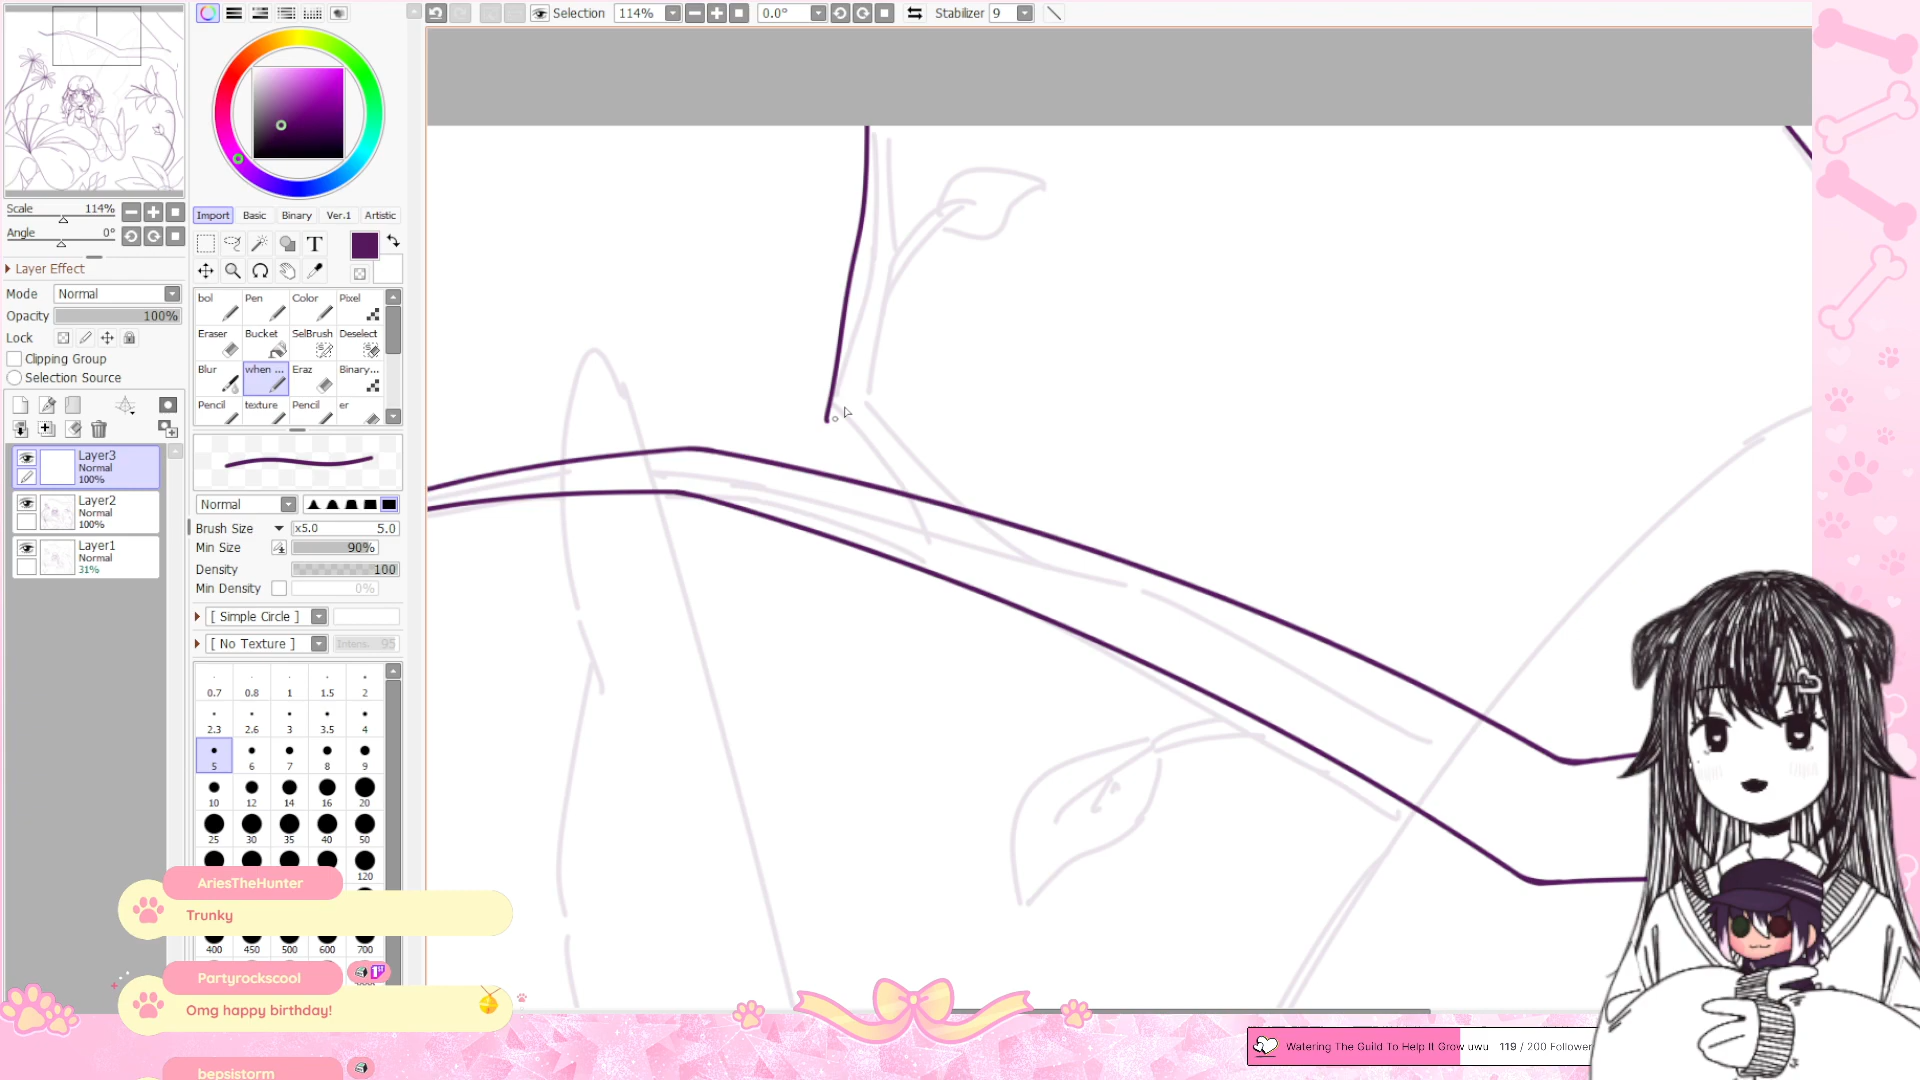 Selection
114%
0.0°
Stabilizer 9
Scale 114%
Angle 0°
Layer Effect
Mode Normal
Opacity 100%
Lock
Clipping Group
Selection Source
Layer3
Normal
100%
Layer2
Normal
100%
Layer1
Normal
31%
Import Basic Binary Ver.1 Artistic
T
bol Pen Color Pixel
Eraser Bucket SelBrush Deselect
Blur when ... Eraz Binary...
Pencil texture Pencil er
Normal
Brush Size x5.0 5.0
Min Size 90%
Density 100
Min Density 0%
[ Simple Circle ]
[ No Texture ] Intens. 95
0.7 0.8 1 1.5 2
2.3 2.6 3 3.5 4
5 6 7 8 9
10 12 14 16 20
25 30 35 40 50
120
400 450 500 600 700
AriesTheHunter
Trunky
Partyrockscool
Omg happy birthday!
bepsistorm
Watering The Guild To Help It Grow uwu 119 / 200 Follower